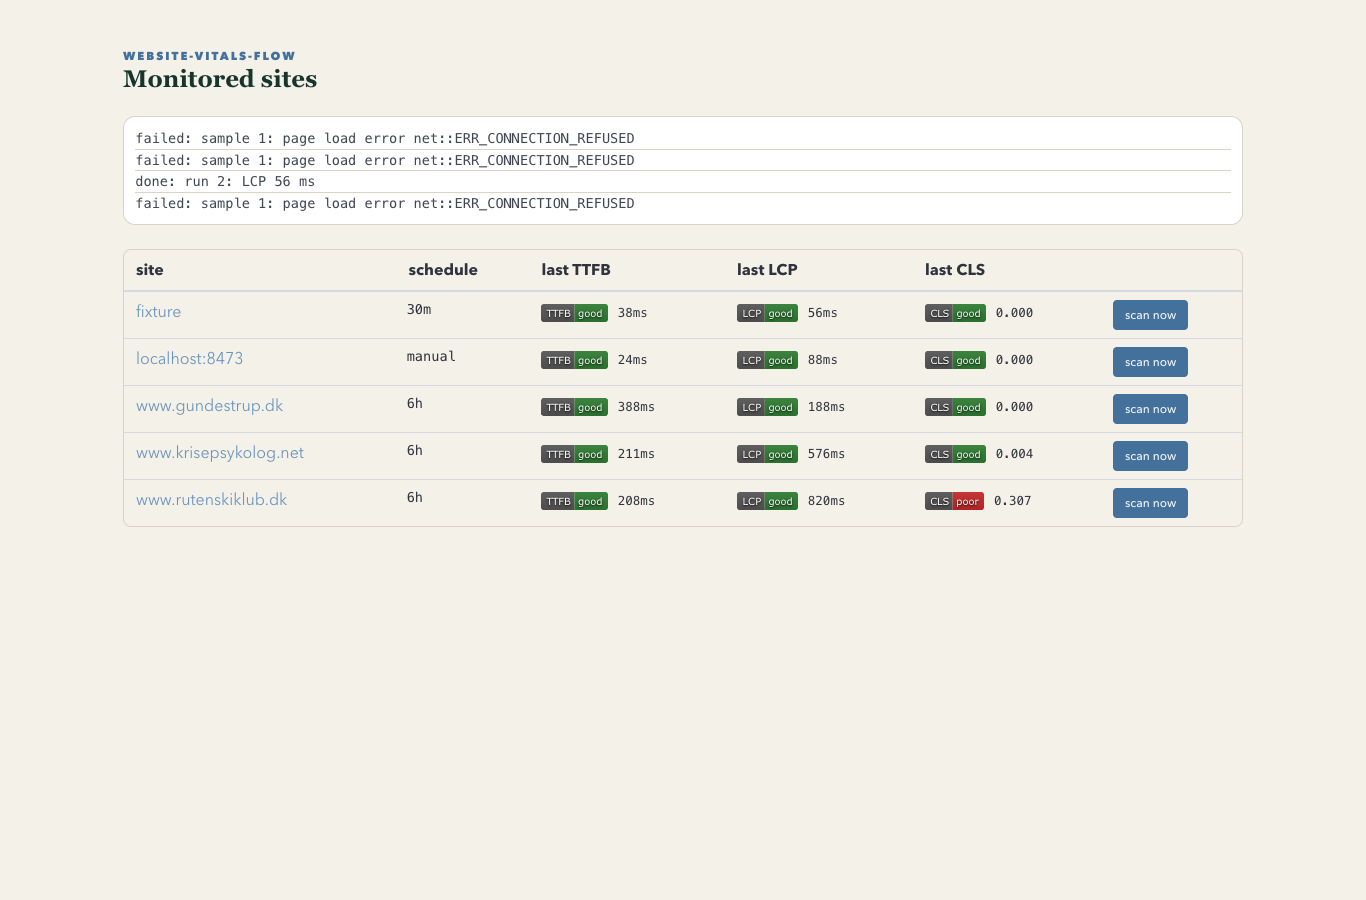 WEBSITE-VITALS-FLOW
Monitored sites
failed: sample 1: page load error net::ERR_CONNECTION_REFUSED
failed: sample 1: page load error net::ERR_CONNECTION_REFUSED
done: run 2: LCP 56 ms
failed: sample 1: page load error net::ERR_CONNECTION_REFUSED
site schedule last TTFB last LCP last CLS
fixture 30m TTFB good 38ms LCP good 56ms CLS good 0.000 scan now
localhost:8473 manual TTFB good 24ms LCP good 88ms CLS good 0.000 scan now
www.gundestrup.dk 6h TTFB good 388ms LCP good 188ms CLS good 0.000 scan now
www.krisepsykolog.net 6h TTFB good 211ms LCP good 576ms CLS good 0.004 scan now
www.rutenskiklub.dk 6h TTFB good 208ms LCP good 820ms CLS poor 0.307 scan now